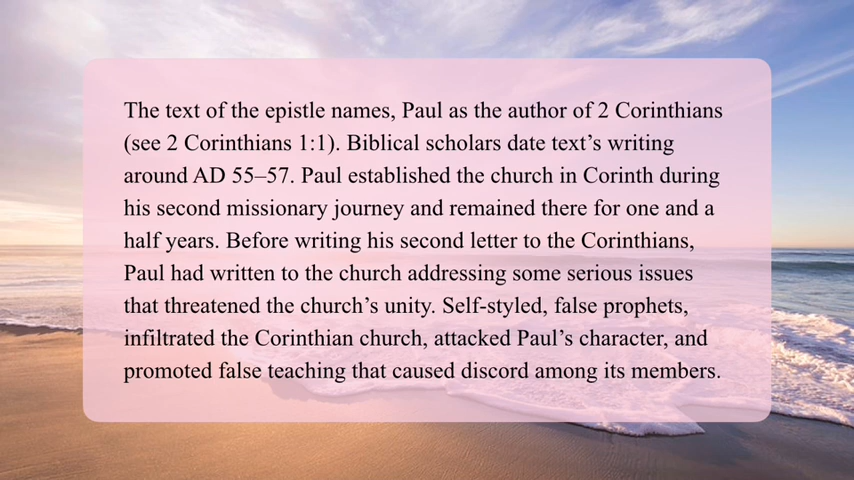 The text of the epistle names, Paul as the author of 2 Corinthians
(see 2 Corinthians 1:1). Biblical scholars date text’s writing
around AD 55–57. Paul established the church in Corinth during
his second missionary journey and remained there for one and a
half years. Before writing his second letter to the Corinthians,
Paul had written to the church addressing some serious issues
that threatened the church’s unity. Self-styled, false prophets,
infiltrated the Corinthian church, attacked Paul’s character, and
promoted false teaching that caused discord among its members.